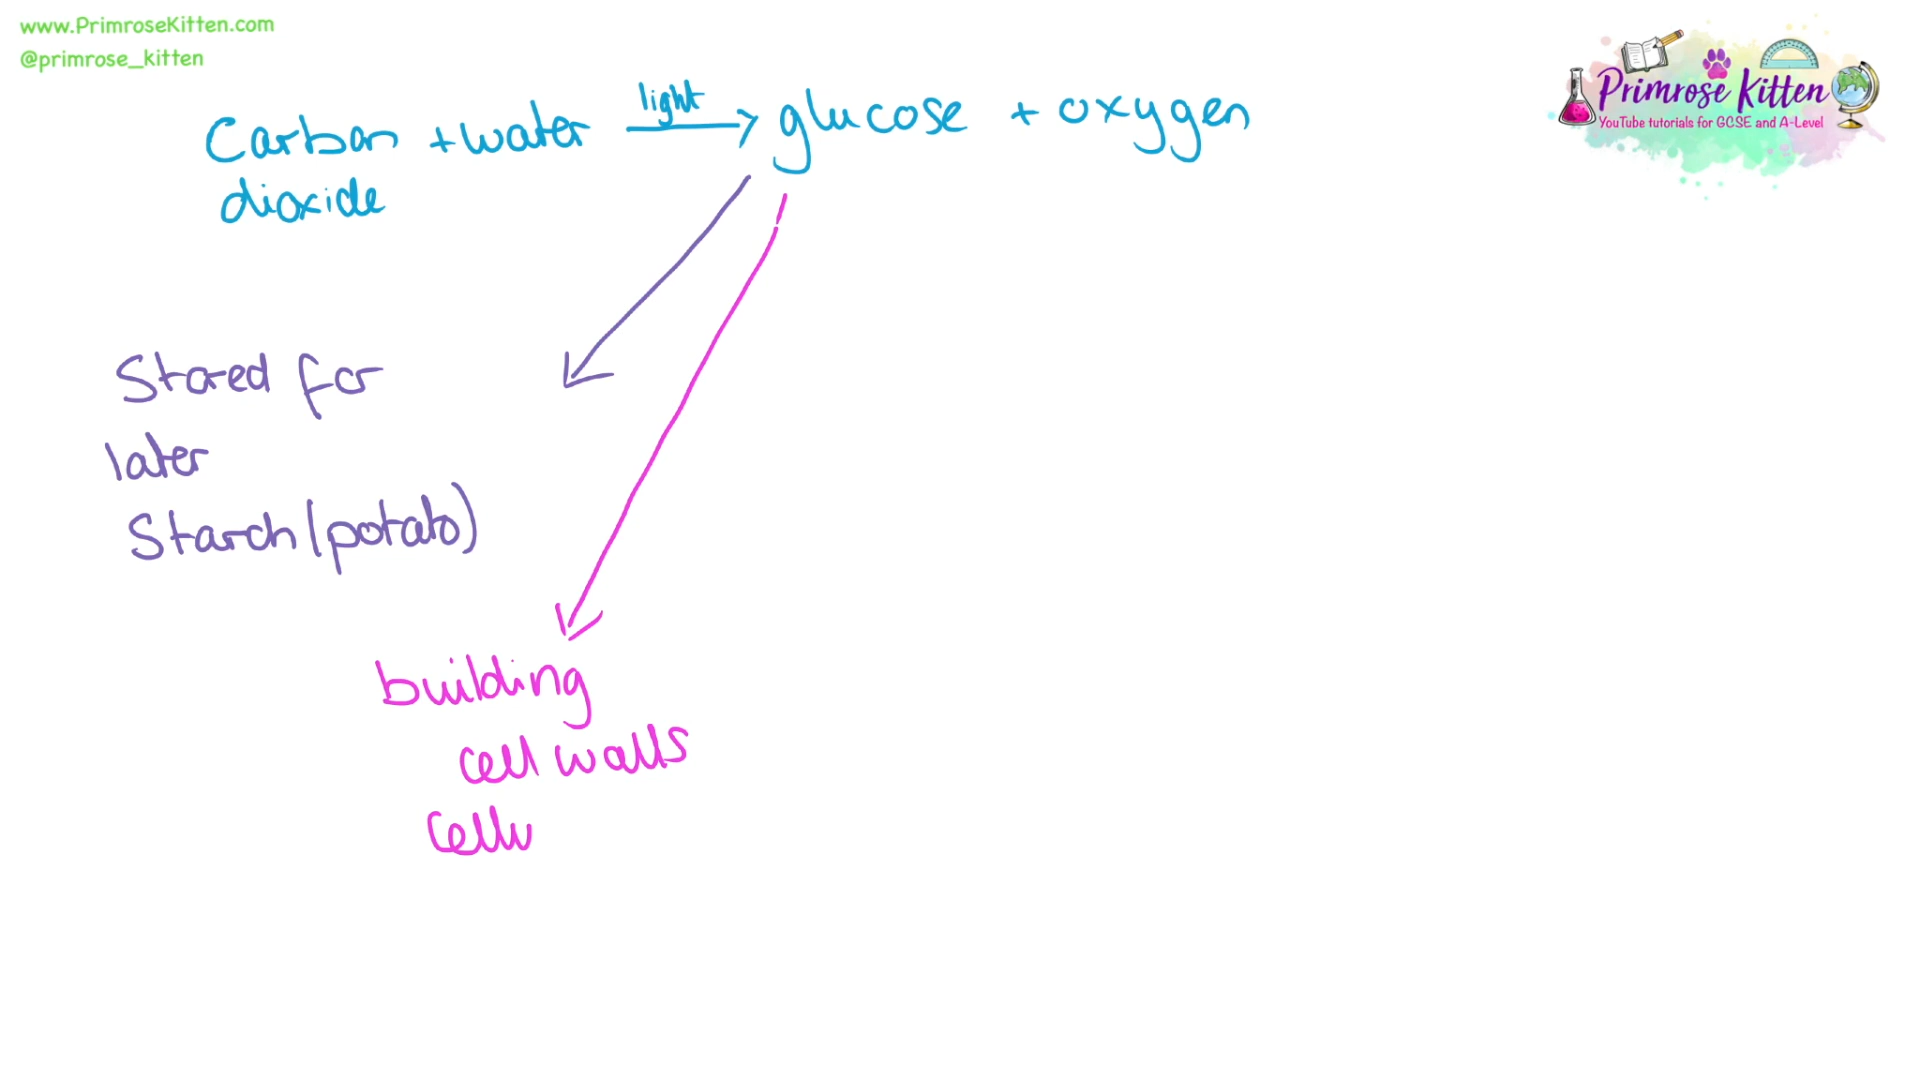 www.PrimroseKitten.com
@primrose_kitten
Primrose Kitten
YouTube tutorials for GCSE and A-Level
light
Carbon + water → glucose + oxygen
dioxide
Stored for
later
Starch (potato)
building
cell walls
Cellu